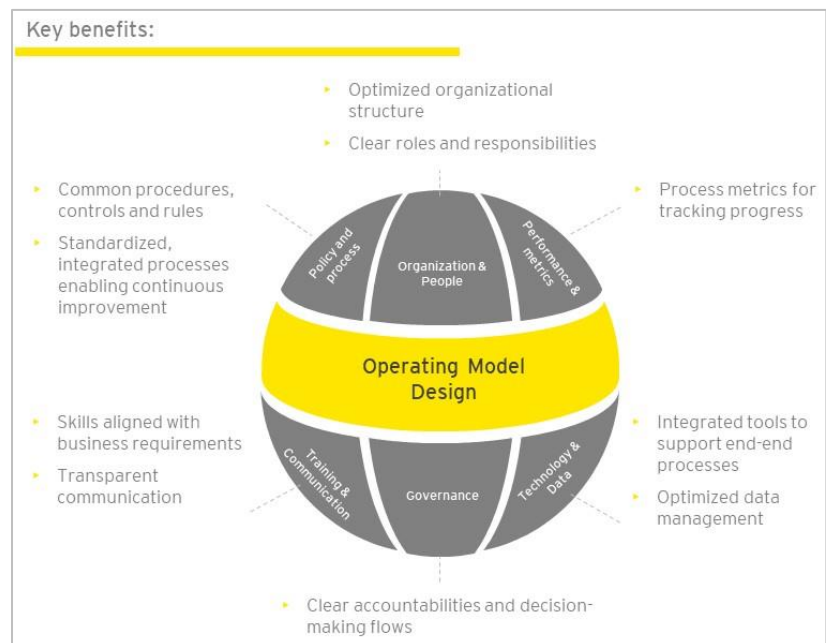 Key benefits:
Optimized organizational
structure
Clear roles and responsibilities
Common procedures,
controls and rules
Standardized,
integrated processes
enabling continuous
improvement
Process metrics for
tracking progress
Policy and
process
Organization &
People
Performance &
metrics
Operating Model
Design
Skills aligned with
business requirements
Transparent
communication
Training &
Communication
Governance
Technology &
Data
Integrated tools to
support end-end
processes
Optimized data
management
Clear accountabilities and decision-
making flows